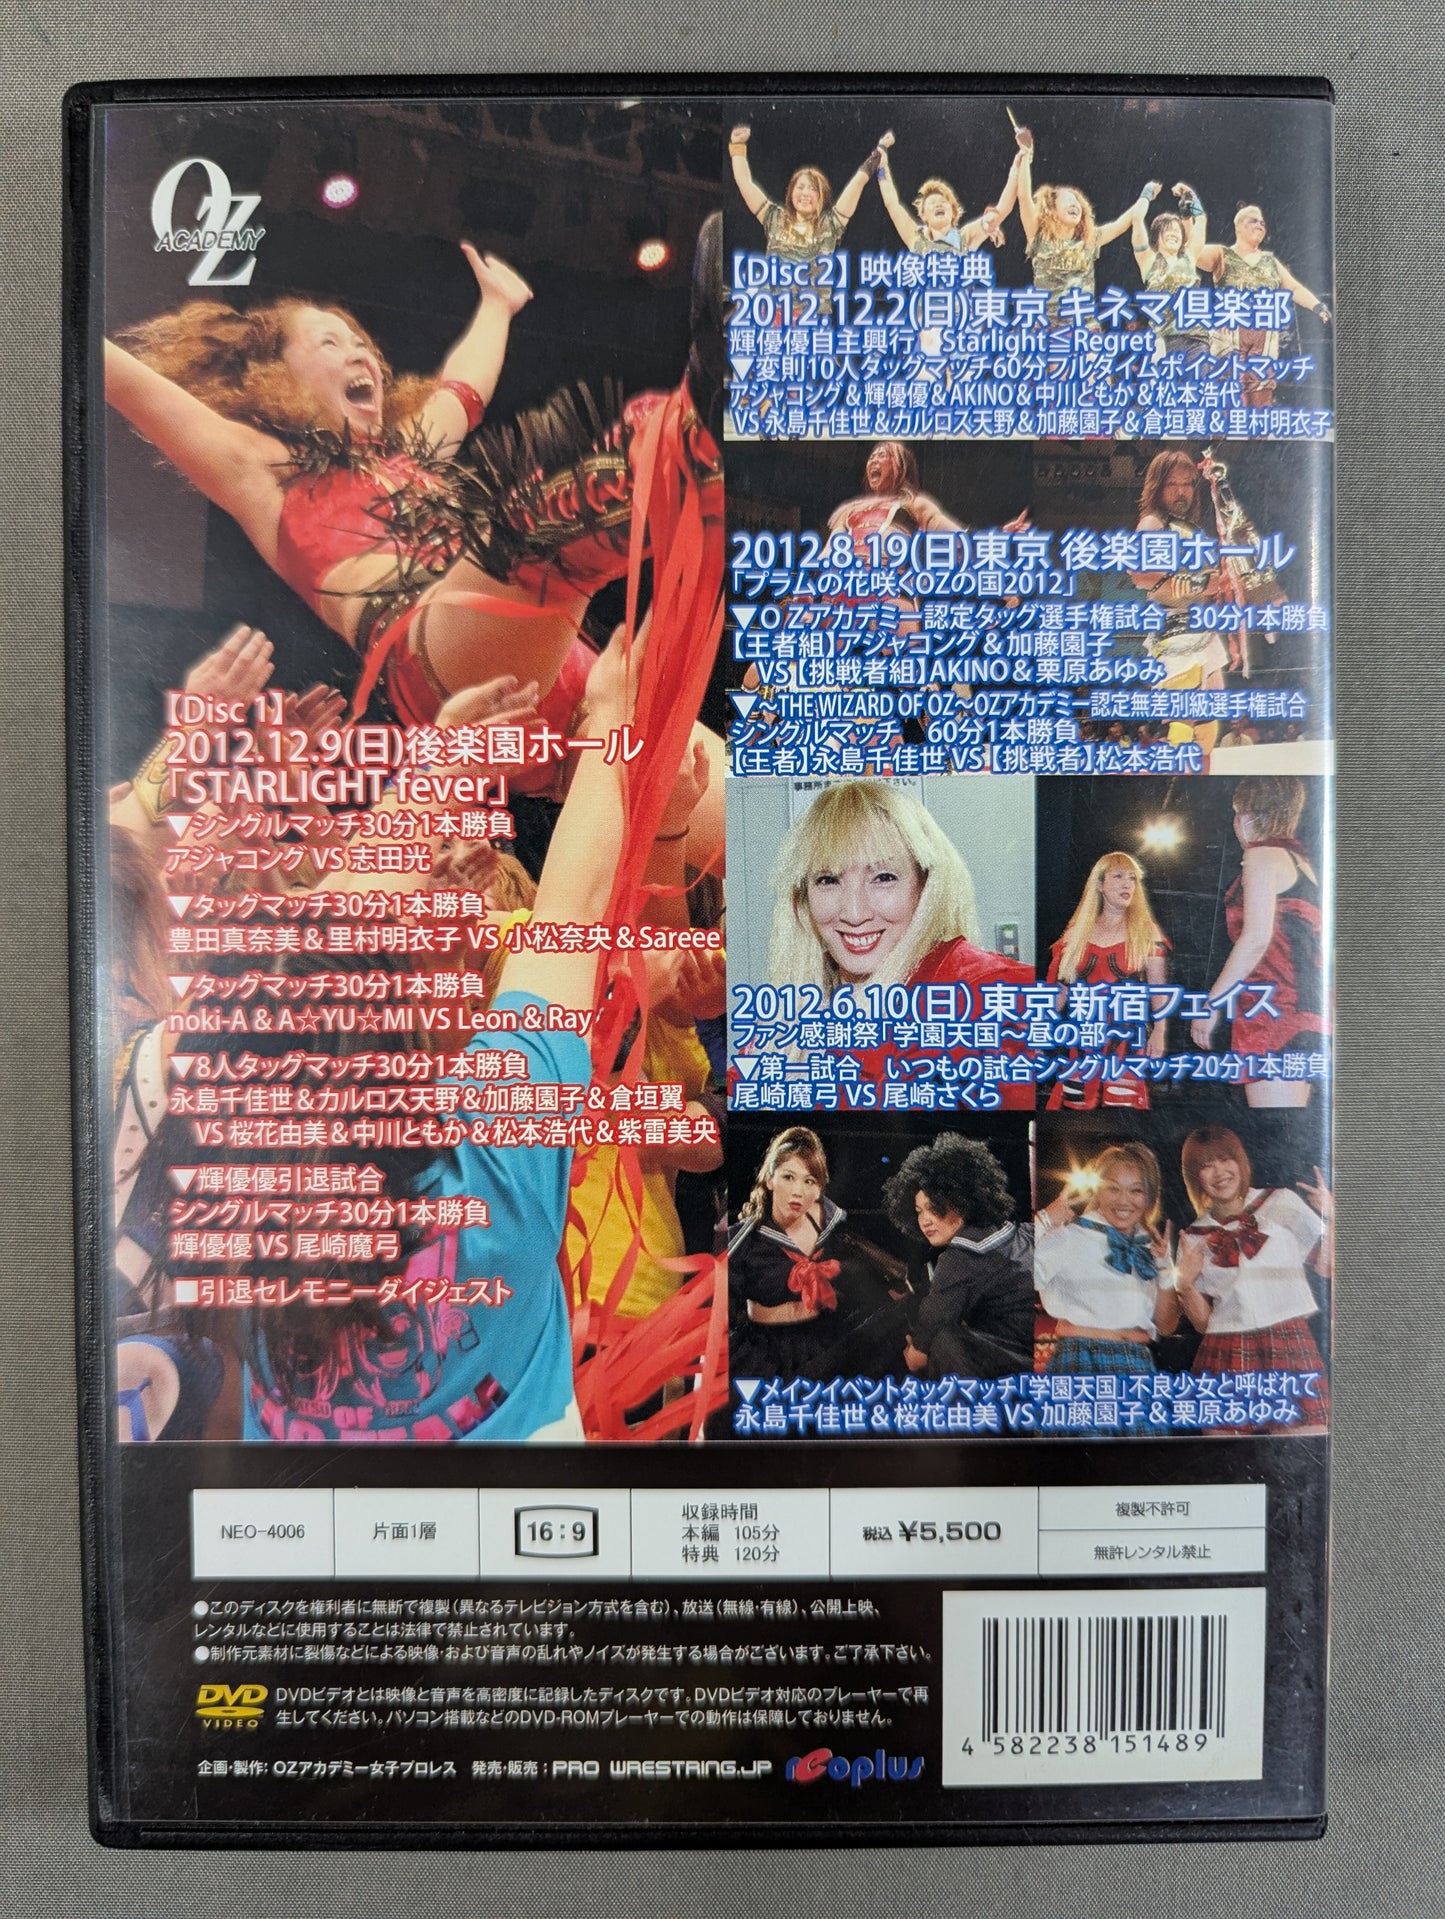 OZ
ACADEMY
【Disc 1】
2012.12.9(日)後楽園ホール
「STARLIGHT fever」
▼シングルマッチ30分1本勝負
アジャコング VS 志田光
▼タッグマッチ30分1本勝負
豊田真奈美＆里村明衣子 VS 小松奈央＆Sareee
▼タッグマッチ30分1本勝負
noki-A & A☆YU☆MI VS Leon & Ray
▼8人タッグマッチ30分1本勝負
永島千佳世＆カルロス天野＆加藤園子＆倉垣翼
VS 桜花由美＆中川ともか＆松本浩代＆紫雷美央
▼輝優優引退試合
シングルマッチ30分1本勝負
輝優優 VS 尾崎魔弓
■引退セレモニーダイジェスト
【Disc 2】映像特典
2012.12.2(日)東京 キネマ倶楽部
輝優優自主興行 Starlight≦Regret
▼変則10人タッグマッチ60分フルタイムポイントマッチ
アジャコング＆輝優優＆AKINO＆中川ともか＆松本浩代
VS 永島千佳世＆カルロス天野＆加藤園子＆倉垣翼＆里村明衣子
2012.8.19(日)東京 後楽園ホール
「プラムの花咲くOZの国2012」
▼ＯＺアカデミー認定タッグ選手権試合　30分1本勝負
【王者組】アジャコング＆加藤園子
VS【挑戦者組】AKINO＆栗原あゆみ
▼～THE WIZARD OF OZ～OZアカデミー認定無差別級選手権試合
シングルマッチ　60分1本勝負
【王者】永島千佳世 VS【挑戦者】松本浩代
2012.6.10(日) 東京 新宿フェイス
ファン感謝祭「学園天国～昼の部～」
▼第一試合　いつもの試合シングルマッチ20分1本勝負
尾崎魔弓 VS 尾崎さくら
▼メインイベントタッグマッチ「学園天国」不良少女と呼ばれて
永島千佳世＆桜花由美 VS 加藤園子＆栗原あゆみ
NEO-4006
片面1層
16:9
収録時間
本編 105分
特典 120分
税込 ¥5,500
複製不許可
無許レンタル禁止
●このディスクを権利者に無断で複製（異なるテレビジョン方式を含む）、放送（無線・有線）、公開上映、
レンタルなどに使用することは法律で禁止されています。
●制作元素材に裂傷などによる映像・および音声の乱れやノイズが発生する場合がございます。ご了承下さい。
DVD
VIDEO
DVDビデオとは映像と音声を高密度に記録したディスクです。DVDビデオ対応のプレーヤーで再
生してください。パソコン搭載などのDVD-ROMプレーヤーでの動作は保障しておりません。
企画・製作：OZアカデミー女子プロレス　発売・販売：PRO WRESTRING.JP neoplus
4 582238 151489